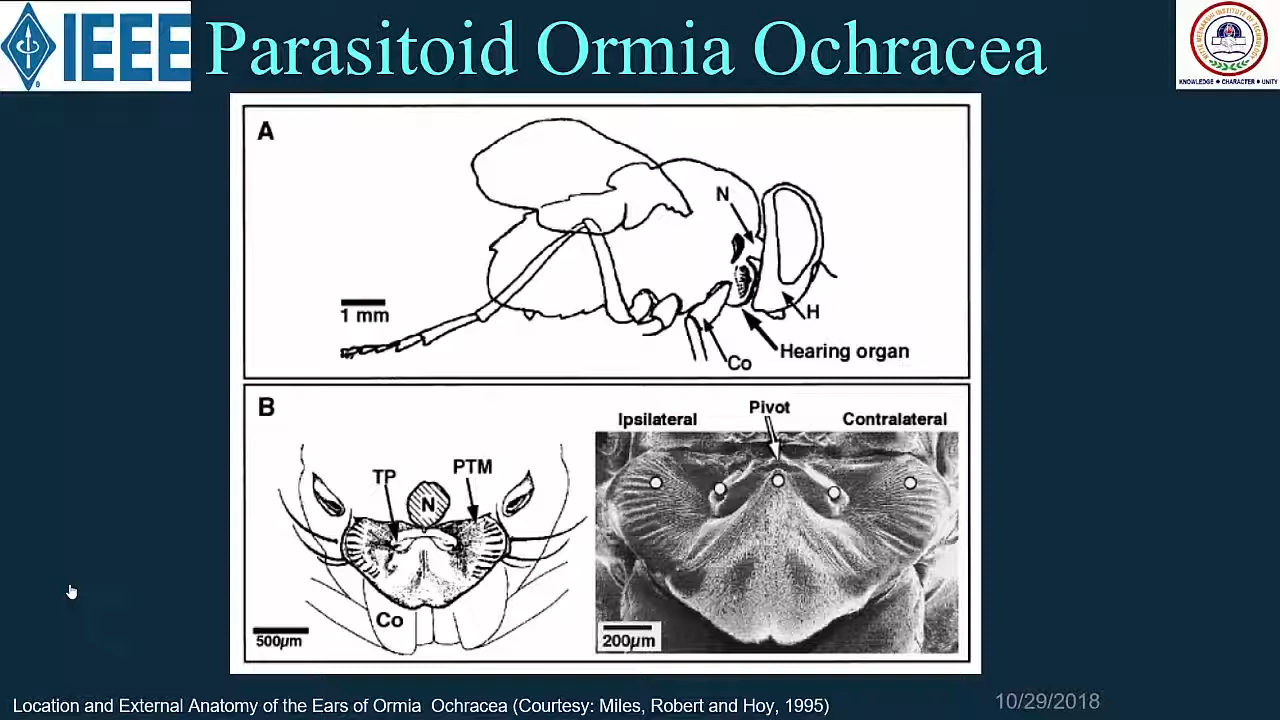 IEEE
Parasitoid Ormia Ochracea
KNOWLEDGE ● CHARACTER ● UNITY
A
N
1 mm
H
Hearing organ
Co
B
Ipsilateral
Pivot
Contralateral
TP
PTM
N
Co
500µm
200µm
Location and External Anatomy of the Ears of Ormia Ochracea (Courtesy: Miles, Robert and Hoy, 1995)
10/29/2018